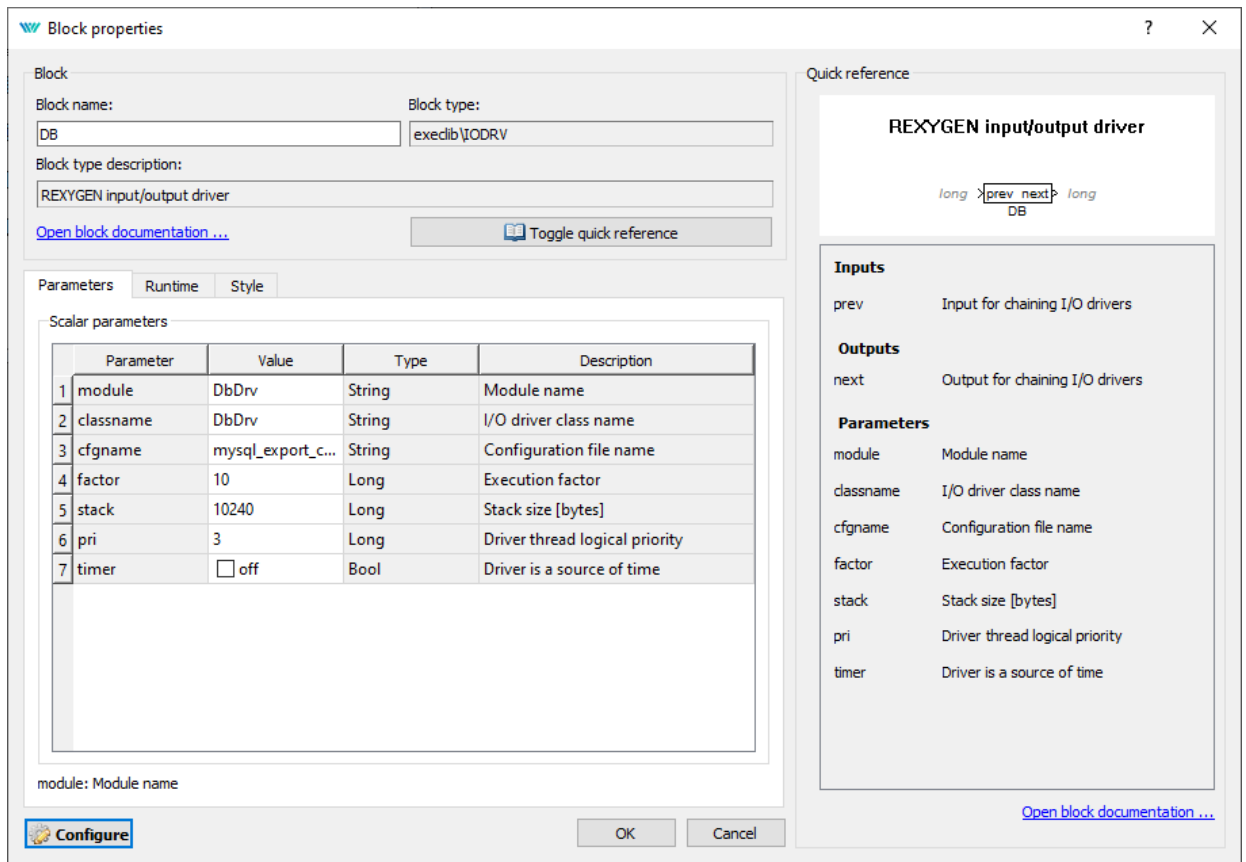 Block properties
?
Block
Block name:
Block type:
DB
execlib\IODRV
Block type description:
REXYGEN input/output driver
Open block documentation ...
Toggle quick reference
Parameters
Runtime
Style
Scalar parameters
Parameter Value Type Description
1 module DbDrv String Module name
2 classname DbDrv String I/O driver class name
3 cfgname mysql_export_c... String Configuration file name
4 factor 10 Long Execution factor
5 stack 10240 Long Stack size [bytes]
6 pri 3 Long Driver thread logical priority
7 timer off Bool Driver is a source of time
module: Module name
Configure
OK
Cancel
Quick reference
REXYGEN input/output driver
long prev next long
DB
Inputs
prev Input for chaining I/O drivers
Outputs
next Output for chaining I/O drivers
Parameters
module Module name
classname I/O driver class name
cfgname Configuration file name
factor Execution factor
stack Stack size [bytes]
pri Driver thread logical priority
timer Driver is a source of time
Open block documentation ...